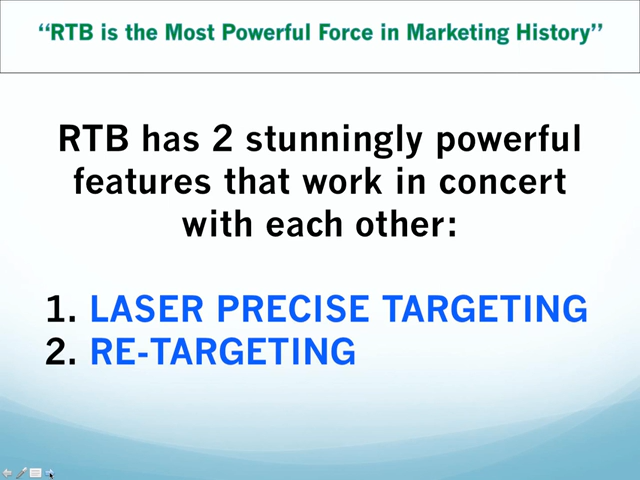 “RTB is the Most Powerful Force in Marketing History”
RTB has 2 stunningly powerful
features that work in concert
with each other:
1. LASER PRECISE TARGETING
2. RE-TARGETING